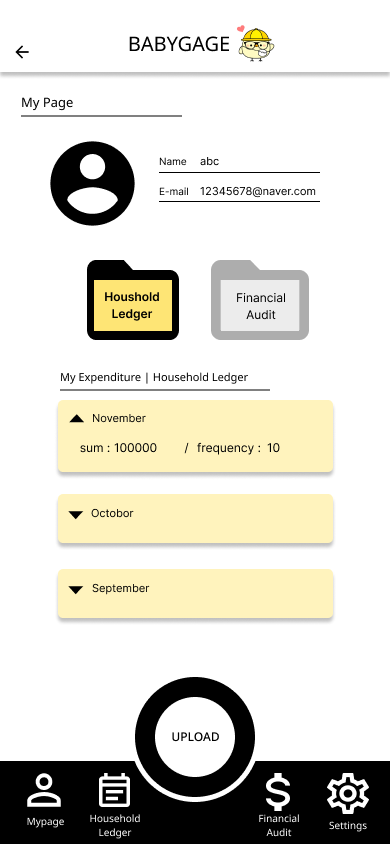 BABYGAGE
My Page
Name abc
E-mail 12345678@naver.com
Houshold
Ledger
Financial
Audit
My Expenditure | Household Ledger
November
sum : 100000 / frequency : 10
Octobor
September
UPLOAD
Mypage
Household
Ledger
Financial
Audit
Settings